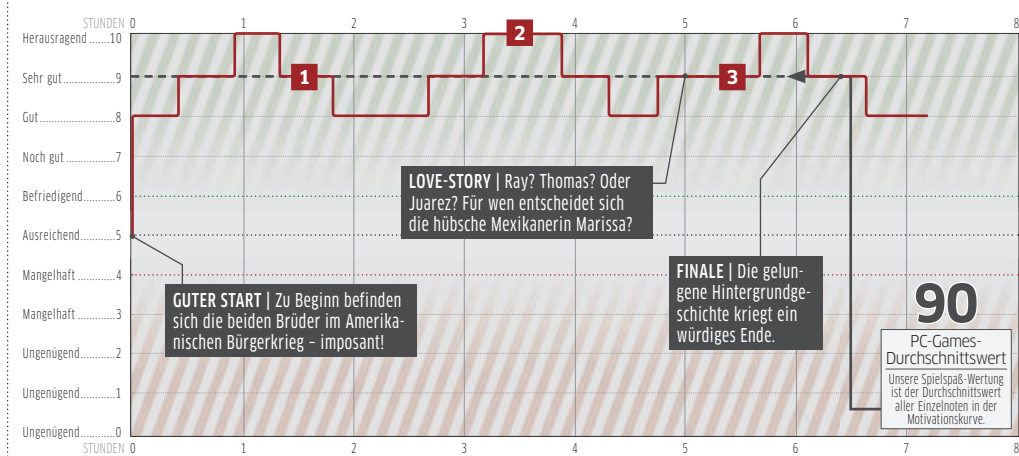 STUNDEN 0 1 2 3 4 5 6 7 8
Herausragend ......10
Sehr gut ...............9
Gut.......................8
Noch gut ..............7
Befriedigend.........6
Ausreichend..........5
Mangelhaft ...........4
Mangelhaft ...........3
Ungenügend..........2
Ungenügend..........1
Ungenügend..........0
STUNDEN 1 2 3 4 5 6 7 8
1
2
3
LOVE-STORY | Ray? Thomas? Oder
Juarez? Für wen entscheidet sich
die hübsche Mexikanerin Marissa?
GUTER START | Zu Beginn befinden
sich die beiden Brüder im Amerika-
nischen Bürgerkrieg – imposant!
FINALE | Die gelun-
gene Hintergrundge-
schichte kriegt ein
würdiges Ende.
90
PC-Games-
Durchschnittswert
Unsere Spielspaß-Wertung
ist der Durchschnittswert
aller Einzelnoten in der
Motivationskurve.